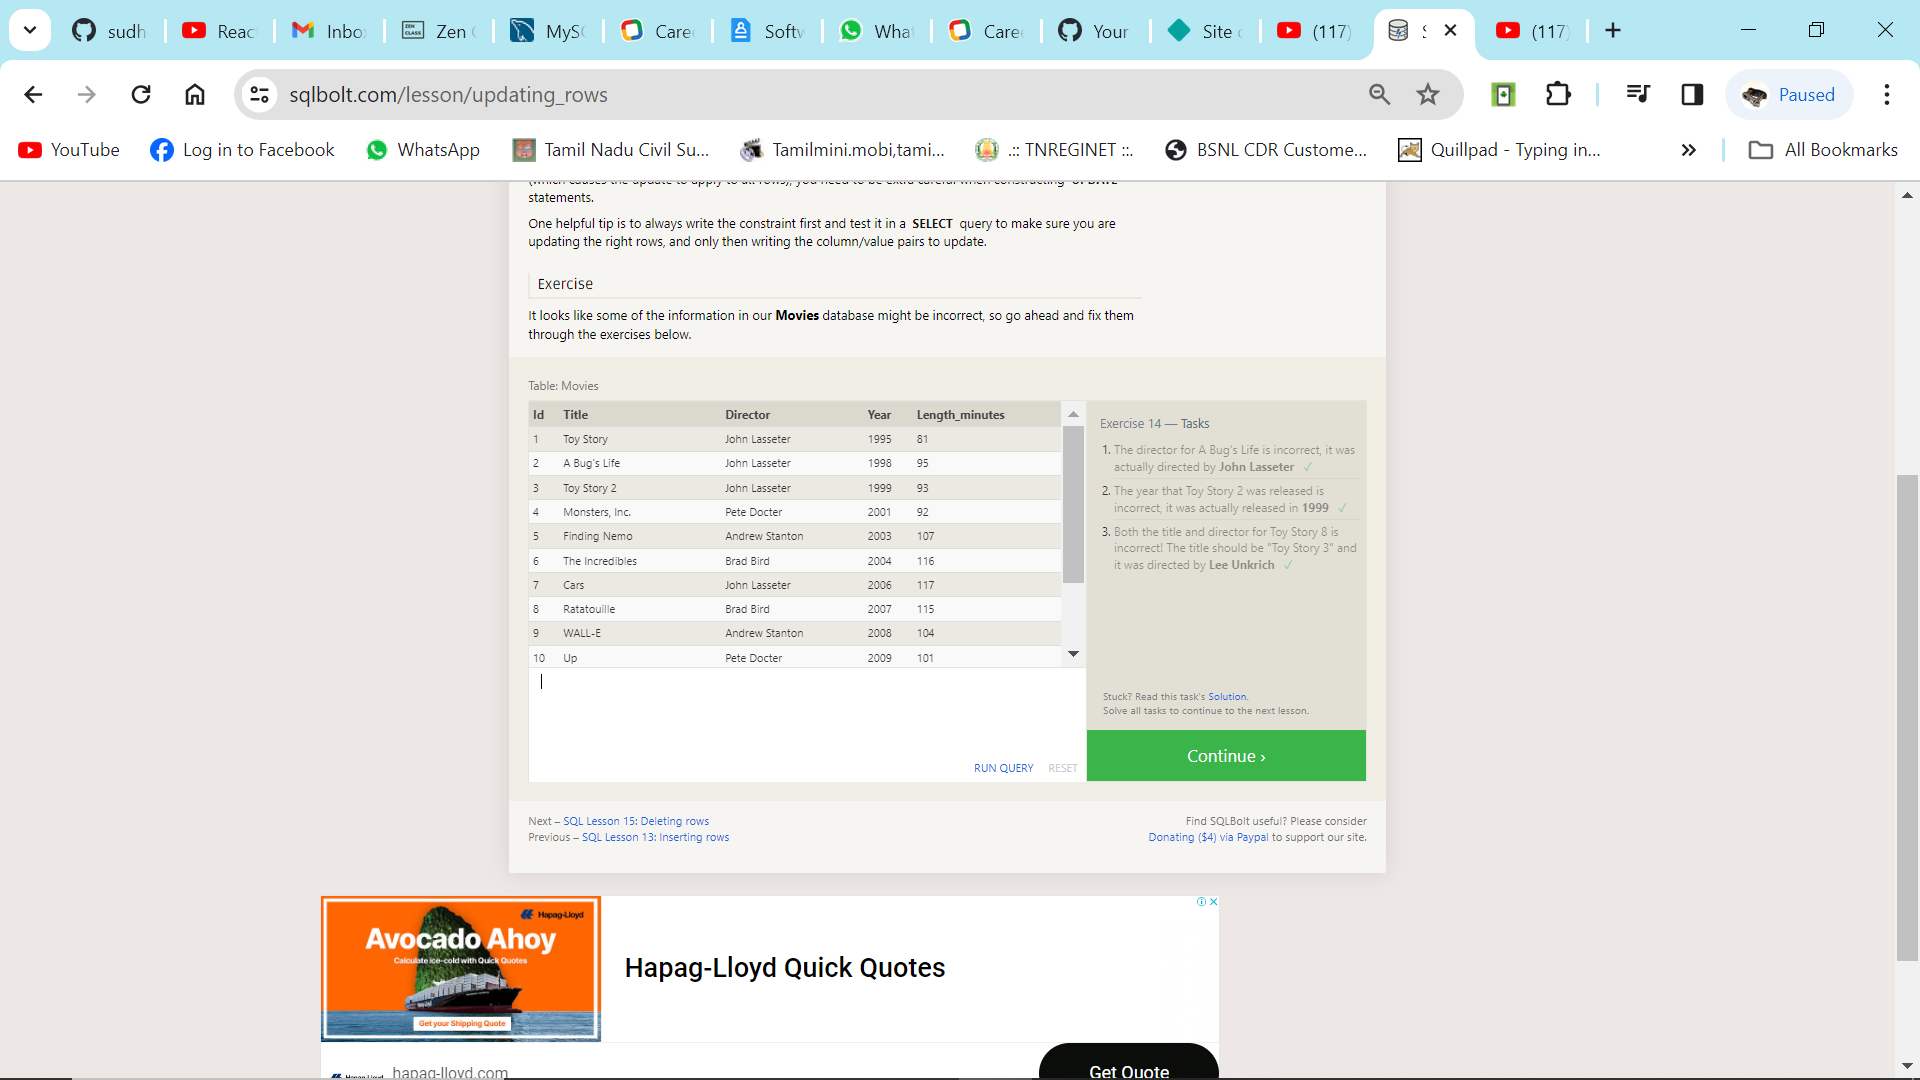 sudh
Reac
Inbo
Zen
MySC
Care
Softw
What
Care
Your
Site
(117)
(117)
sqlbolt.com/lesson/updating_rows
Paused
YouTube
Log in to Facebook
WhatsApp
Tamil Nadu Civil Su...
Tamilmini.mobi,tami...
.:: TNREGINET ::.
BSNL CDR Custome...
Quillpad - Typing in...
»
All Bookmarks
statements.
One helpful tip is to always write the constraint first and test it in a SELECT query to make sure you are
updating the right rows, and only then writing the column/value pairs to update.
Exercise
It looks like some of the information in our Movies database might be incorrect, so go ahead and fix them
through the exercises below.
Table: Movies
Id Title Director Year Length_minutes
1 Toy Story John Lasseter 1995 81
2 A Bug's Life John Lasseter 1998 95
3 Toy Story 2 John Lasseter 1999 93
4 Monsters, Inc. Pete Docter 2001 92
5 Finding Nemo Andrew Stanton 2003 107
6 The Incredibles Brad Bird 2004 116
7 Cars John Lasseter 2006 117
8 Ratatouille Brad Bird 2007 115
9 WALL-E Andrew Stanton 2008 104
10 Up Pete Docter 2009 101
RUN QUERY RESET
Exercise 14 — Tasks
1. The director for A Bug's Life is incorrect, it was
actually directed by John Lasseter ✓
2. The year that Toy Story 2 was released is
incorrect, it was actually released in 1999 ✓
3. Both the title and director for Toy Story 8 is
incorrect! The title should be "Toy Story 3" and
it was directed by Lee Unkrich ✓
Stuck? Read this task's Solution.
Solve all tasks to continue to the next lesson.
Continue ›
Next – SQL Lesson 15: Deleting rows
Previous – SQL Lesson 13: Inserting rows
Find SQLBolt useful? Please consider
Donating ($4) via Paypal to support our site.
Hapag-Lloyd
Avocado Ahoy
Calculate ice-cold with Quick Quotes
Get your Shipping Quote
Hapag-Lloyd Quick Quotes
Hapag-Lloyd
hapag-lloyd.com
Get Quote